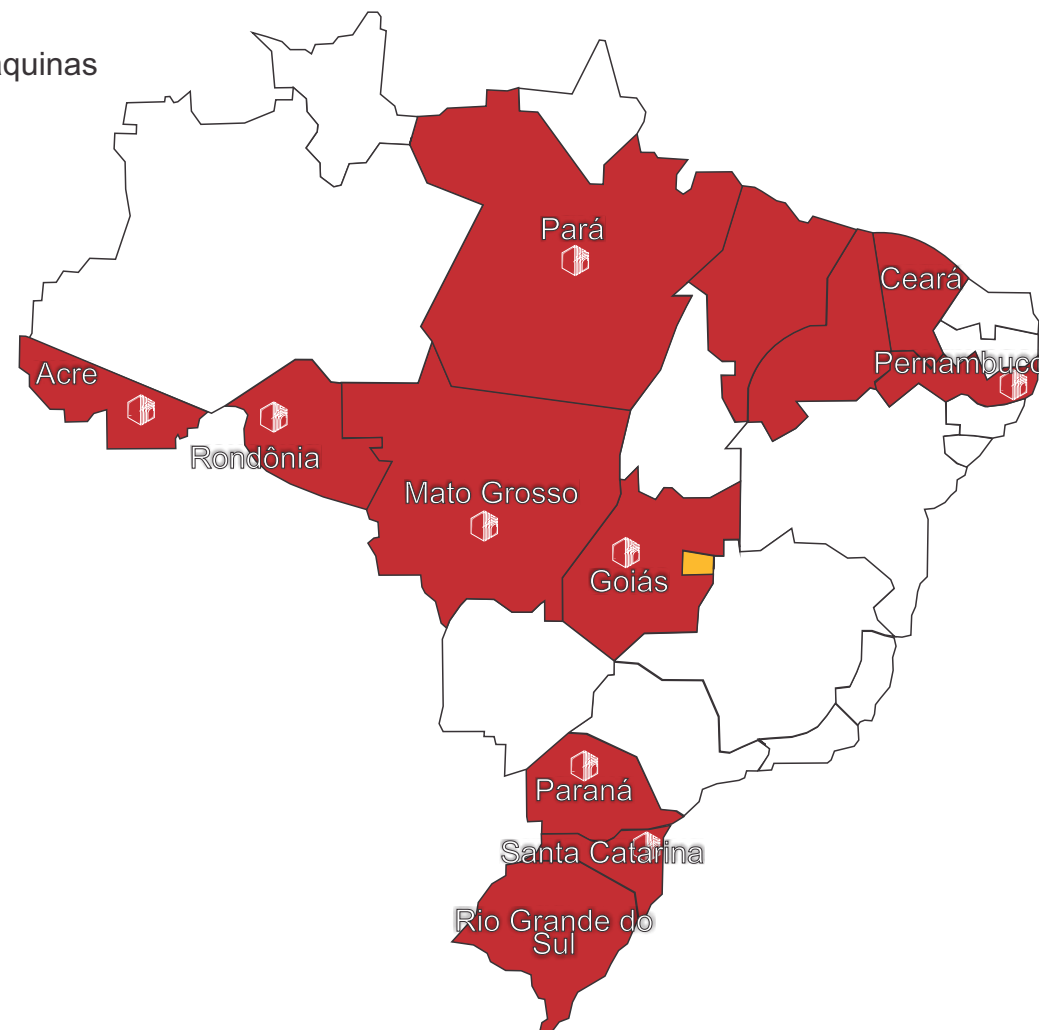 aquinas
Pará
Ceará
Pernambuco
Acre
Rondônia
Mato Grosso
Goiás
Paraná
Santa Catarina
Rio Grande do
Sul